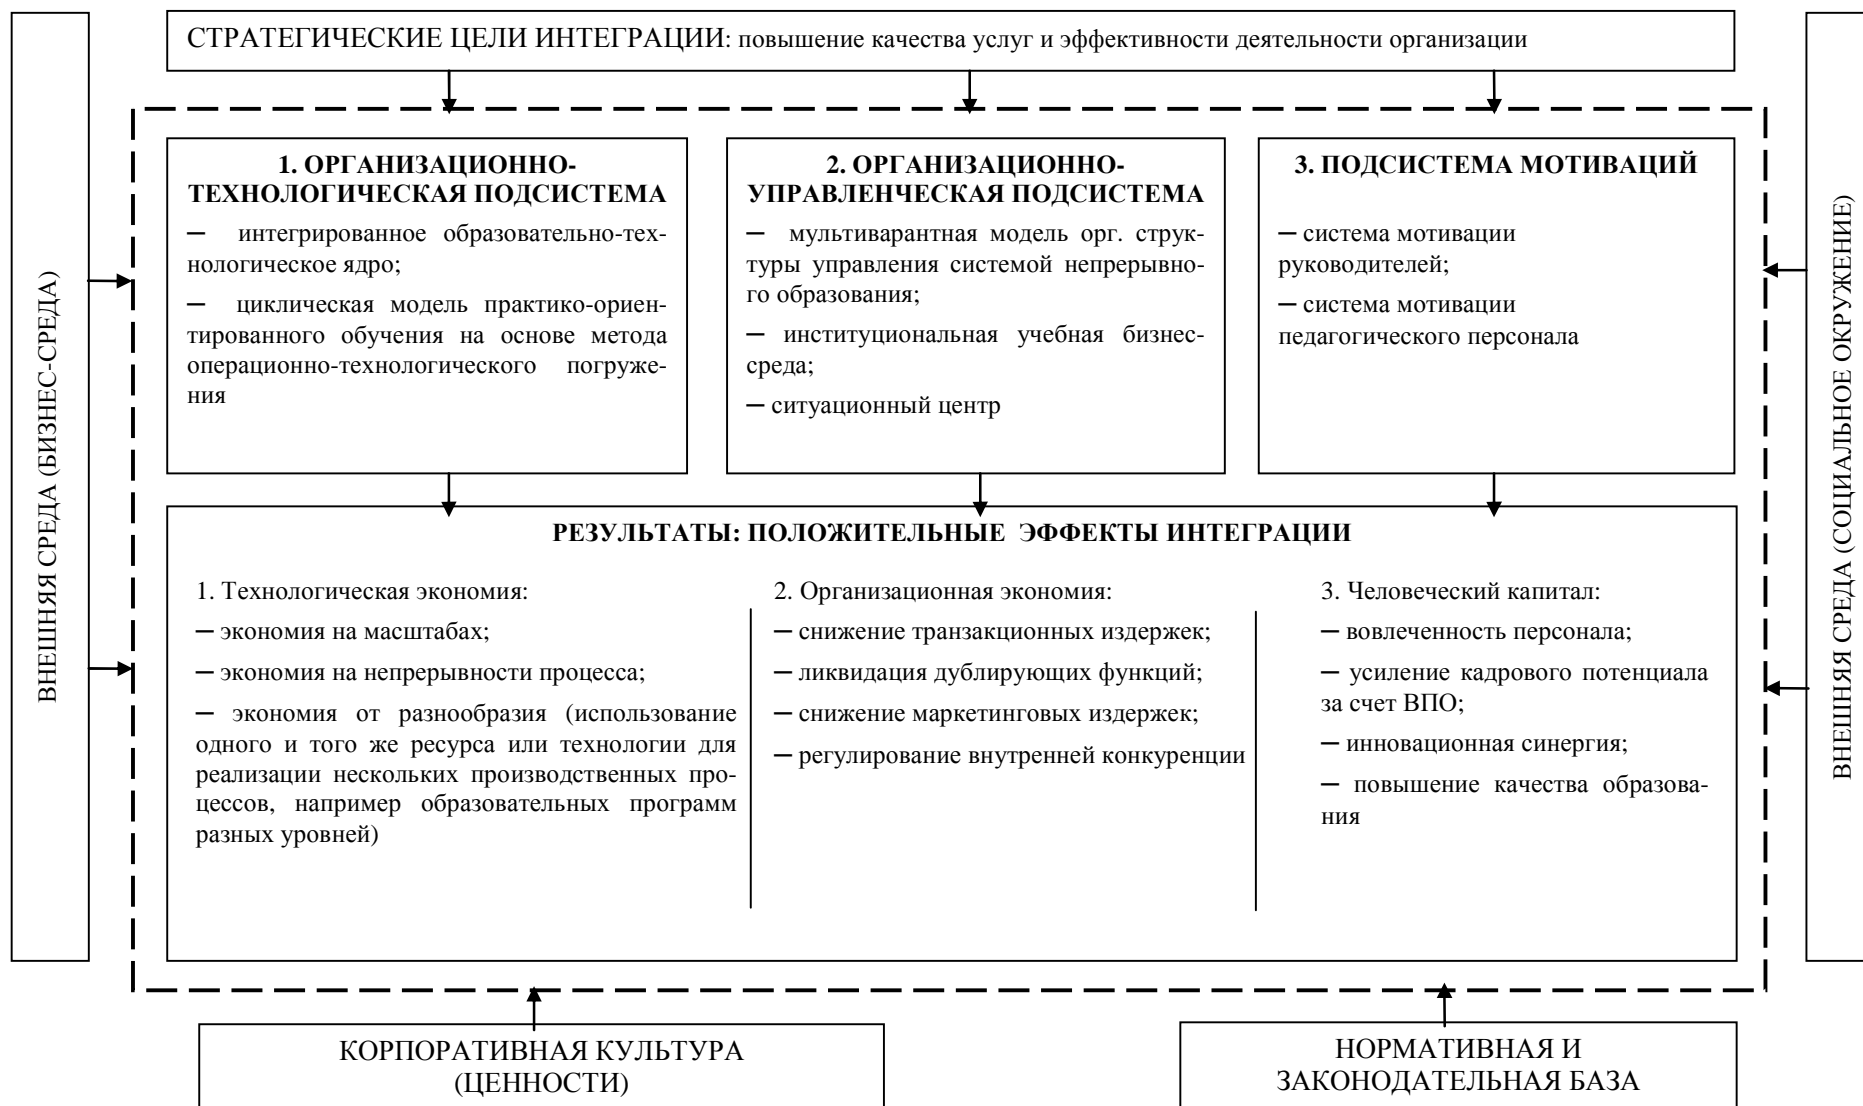 СТРАТЕГИЧЕСКИЕ ЦЕЛИ ИНТЕГРАЦИИ: повышение качества услуг и эффективности деятельности организации
ВНЕШНЯЯ СРЕДА (БИЗНЕС-СРЕДА)
1. ОРГАНИЗАЦИОННО-
ТЕХНОЛОГИЧЕСКАЯ ПОДСИСТЕМА
— интегрированное образовательно-тех-
нологическое ядро;
— циклическая модель практико-ориен-
тированного обучения на основе метода
операционно-технологического погруже-
ния
2. ОРГАНИЗАЦИОННО-
УПРАВЛЕНЧЕСКАЯ ПОДСИСТЕМА
— мультиварантная модель орг. струк-
туры управления системой непрерывно-
го образования;
— институциональная учебная бизнес-
среда;
— ситуационный центр
3. ПОДСИСТЕМА МОТИВАЦИЙ
— система мотивации
руководителей;
— система мотивации
педагогического персонала
ВНЕШНЯЯ СРЕДА (СОЦИАЛЬНОЕ ОКРУЖЕНИЕ)
РЕЗУЛЬТАТЫ: ПОЛОЖИТЕЛЬНЫЕ ЭФФЕКТЫ ИНТЕГРАЦИИ
1. Технологическая экономия:
— экономия на масштабах;
— экономия на непрерывности процесса;
— экономия от разнообразия (использование
одного и того же ресурса или технологии для
реализации нескольких производственных про-
цессов, например образовательных программ
разных уровней)
2. Организационная экономия:
— снижение транзакционных издержек;
— ликвидация дублирующих функций;
— снижение маркетинговых издержек;
— регулирование внутренней конкуренции
3. Человеческий капитал:
— вовлеченность персонала;
— усиление кадрового потенциала
за счет ВПО;
— инновационная синергия;
— повышение качества образова-
ния
КОРПОРАТИВНАЯ КУЛЬТУРА
(ЦЕННОСТИ)
НОРМАТИВНАЯ И
ЗАКОНОДАТЕЛЬНАЯ БАЗА